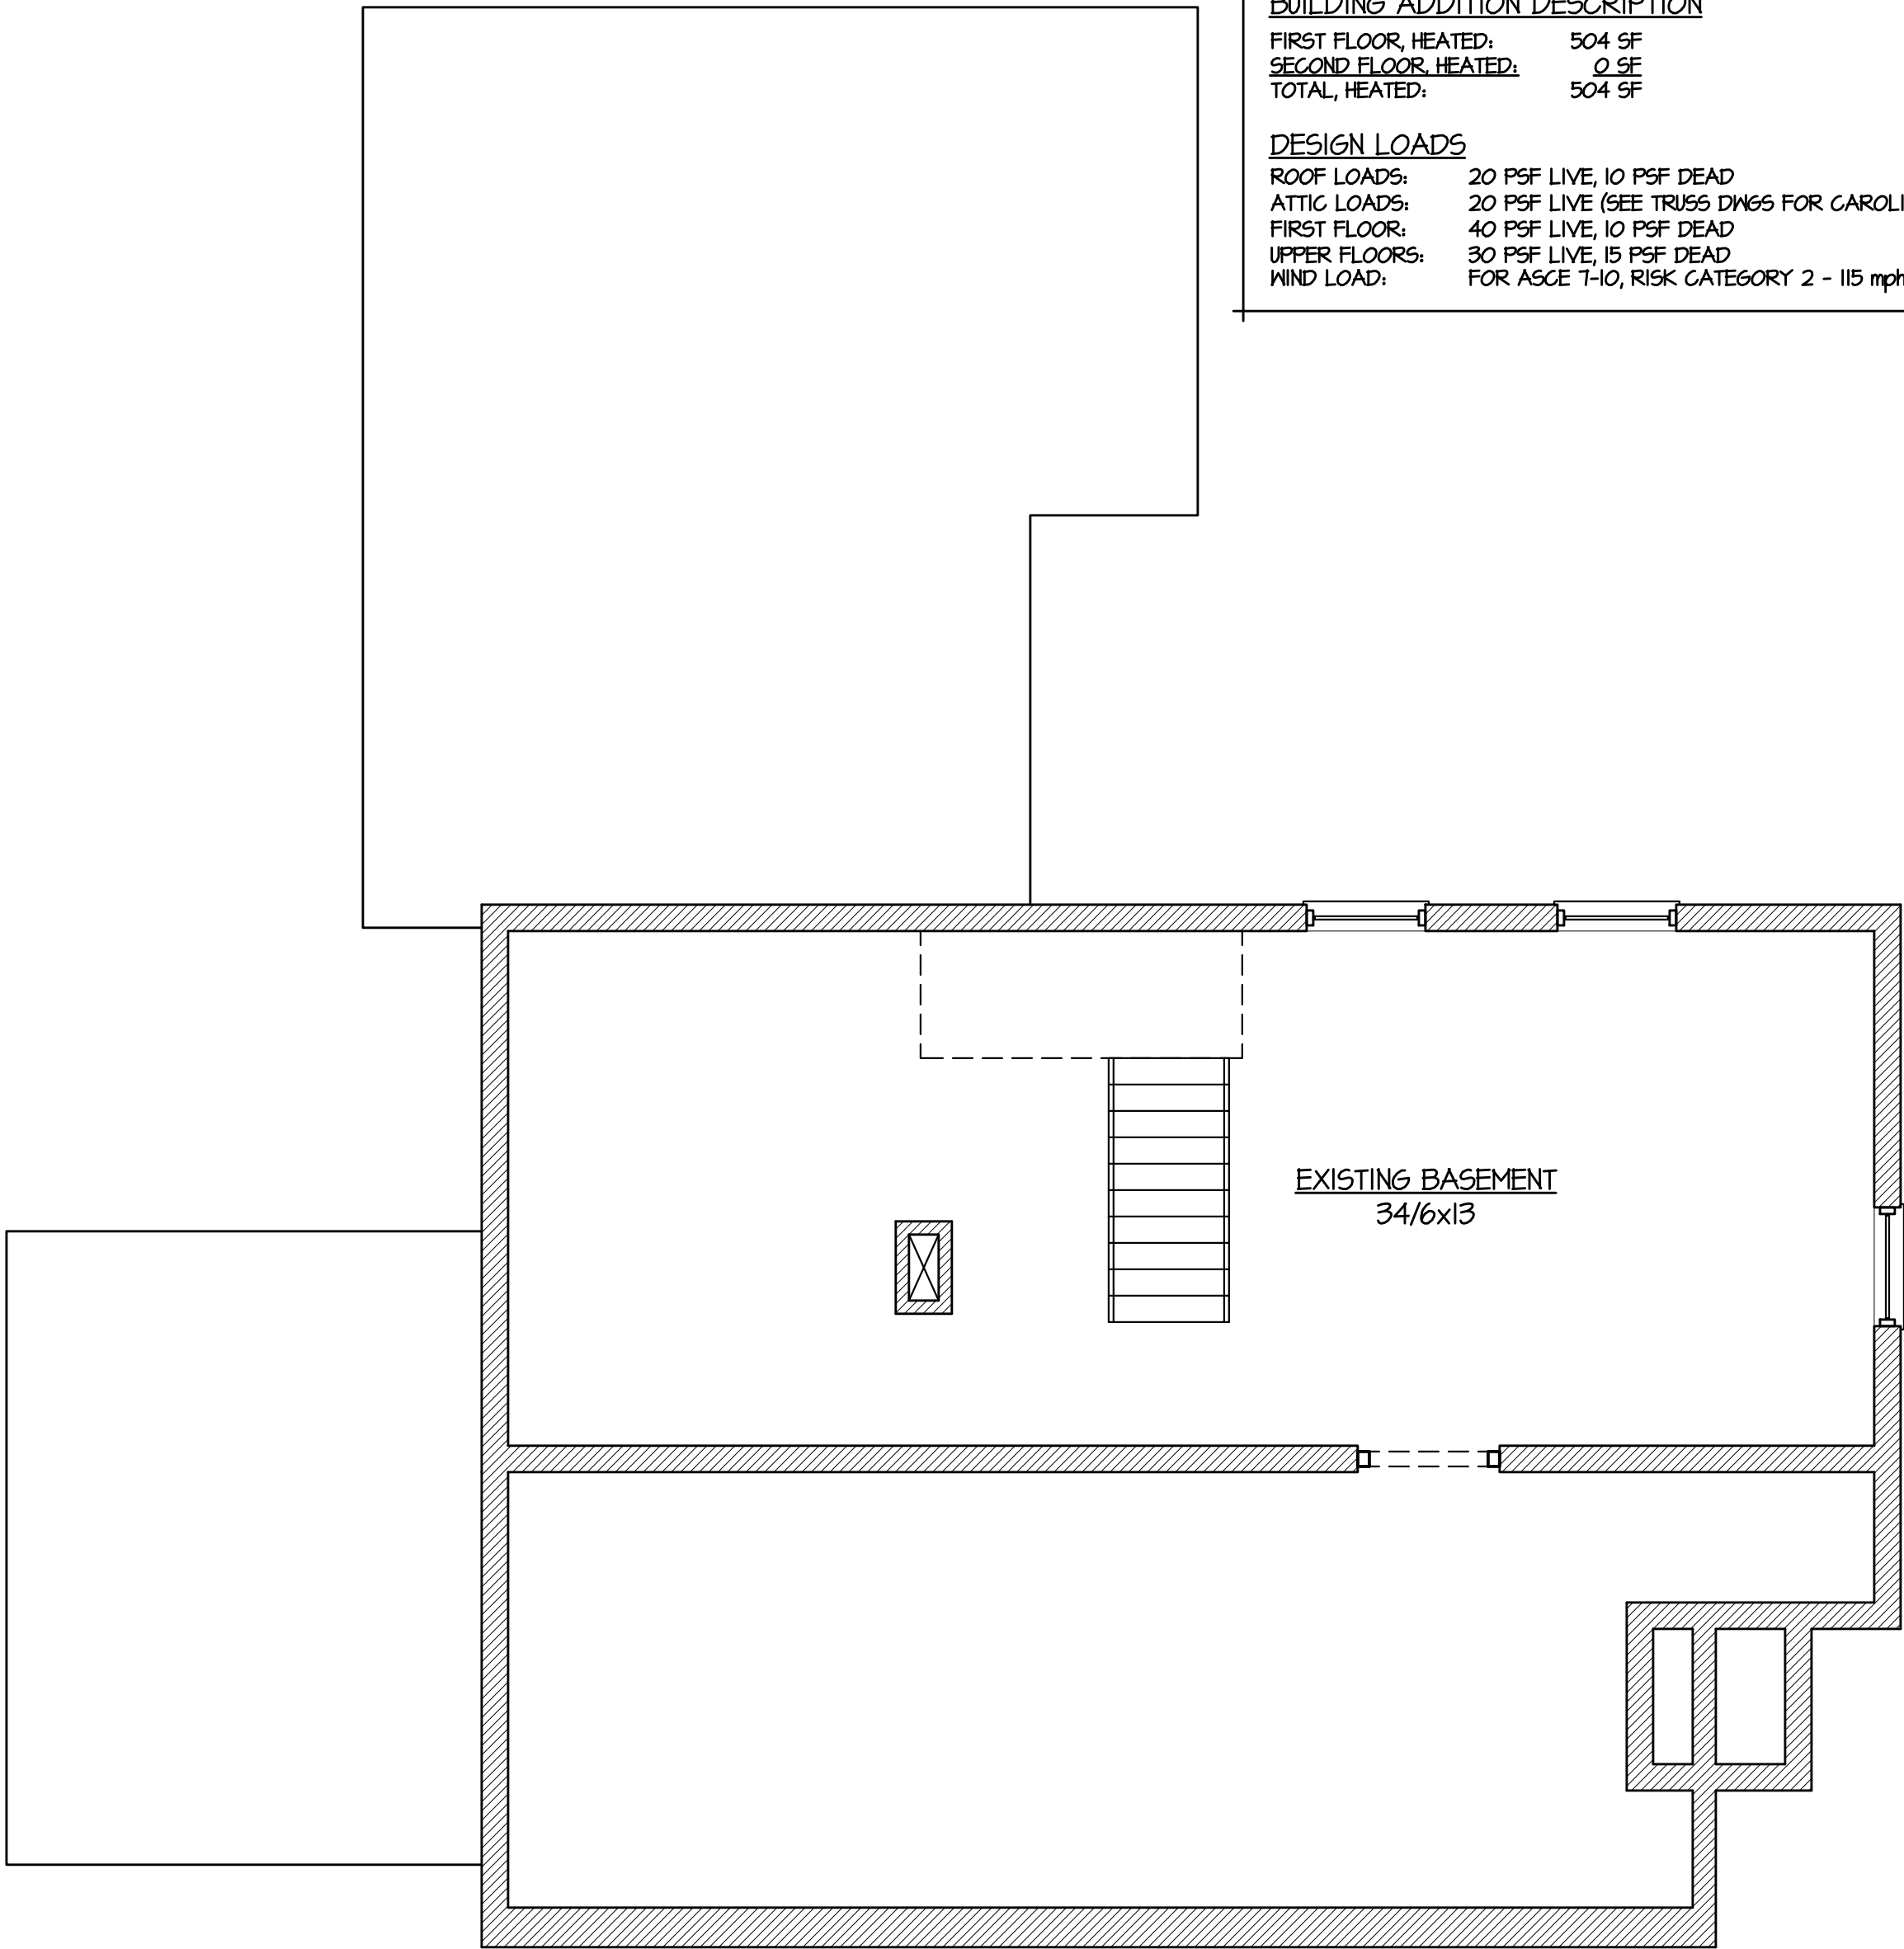 BUILDING ADDITION DESCRIPTION
FIRST FLOOR, HEATED: 504 SF
SECOND FLOOR, HEATED: 0 SF
TOTAL, HEATED: 504 SF
DESIGN LOADS
ROOF LOADS: 20 PSF LIVE, 10 PSF DEAD
ATTIC LOADS: 20 PSF LIVE (SEE TRUSS DWGS FOR
FIRST FLOOR: 40 PSF LIVE, 10 PSF DEAD
UPPER FLOORS: 30 PSF LIVE, 15 PSF DEAD
WIND LOAD: FOR ASCE 7-10, RISK CATEGORY 2 - 115 mph
EXISTING BASEMENT
34/6x13